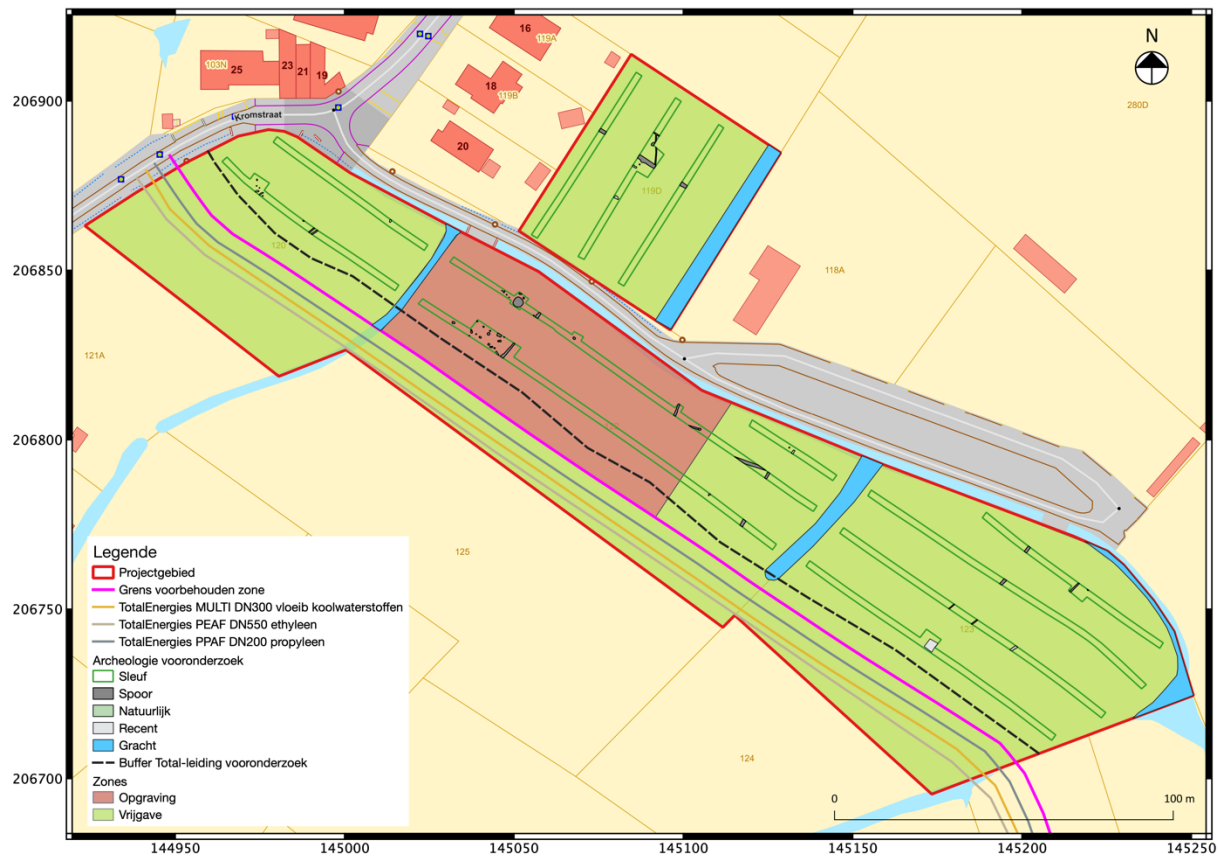 N
16
119A
103N
25
23
21
19
18
119B
280D
206900
Kromstraat
20
119D
120
118A
206850
121A
206800
125
Legende
Projectgebied
Grens voorbehouden zone
TotalEnergies MULTI DN300 vloeib koolwaterstoffen
TotalEnergies PEAF DN550 ethyleen
TotalEnergies PPAF DN200 propyleen
Archeologie vooronderzoek
Sleuf
Spoor
Natuurlijk
Recent
Gracht
Buffer Total-leiding vooronderzoek
Zones
Opgraving
Vrijgave
206750
123
124
206700
0
100 m
144950
145000
145050
145100
145150
145200
145250